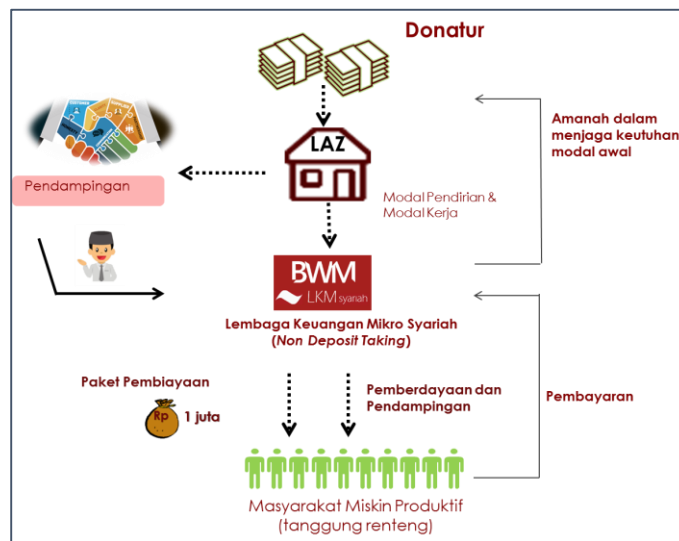 Donatur
LAZ
Amanah dalam
menjaga keutuhan
modal awal
Pendampingan
Modal Pendirian &
Modal Kerja
BWM
LKM syariah
Lembaga Keuangan Mikro Syariah
(Non Deposit Taking)
Paket Pembiayaan
Rp 1 juta
Pemberdayaan dan
Pendampingan
Pembayaran
Masyarakat Miskin Produktif
(tanggung renteng)